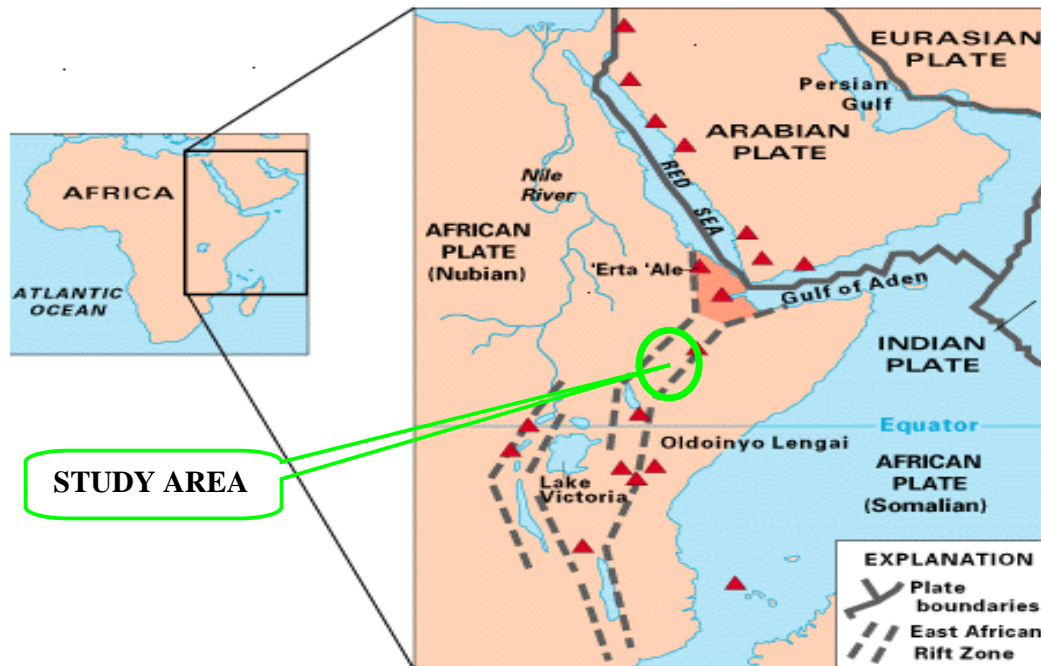 AFRICA
ATLANTIC
OCEAN
STUDY AREA
EURASIAN
PLATE
Persian
Gulf
ARABIAN
PLATE
RED SEA
Nile
River
AFRICAN
PLATE
(Nubian)
'Erta 'Ale
Gulf of Aden
INDIAN
PLATE
Equator
Oldoinyo Lengai
AFRICAN
PLATE
(Somalian)
Lake
Victoria
EXPLANATION
Plate
boundaries
East African
Rift Zone